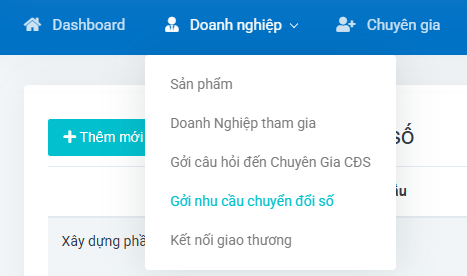 Dashboard
Doanh nghiệp
Chuyên gia
Sản phẩm
Doanh Nghiệp tham gia
Gởi câu hỏi đến Chuyên Gia CĐS
Gởi nhu cầu chuyển đổi số
Kết nối giao thương
Thêm mới
số
Xây dựng